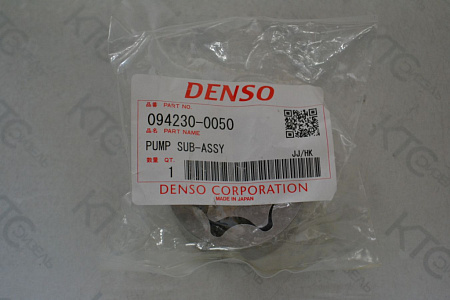 DENSO
品番 PART NO.
094230-0050
品名 PART NAME
PUMP SUB-ASSY
JJ/HK
数量 QT.
1
DENSO CORPORATION
MADE IN JAPAN
KTC